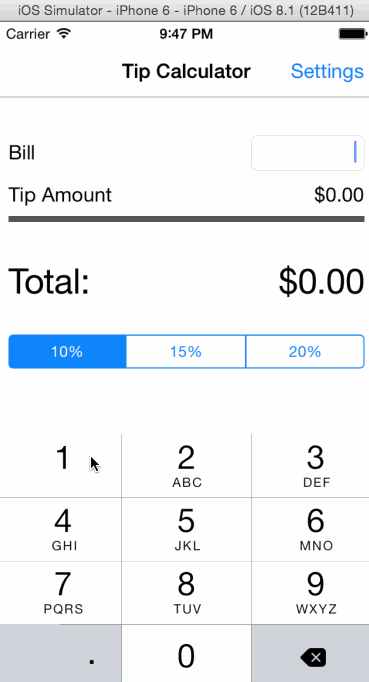 iOS Simulator - iPhone 6 - iPhone 6 / iOS 8.1 (12B411)
Carrier 9:47 PM
Tip Calculator Settings
Bill
Tip Amount $0.00
Total: $0.00
10% 15% 20%
1 2 3
ABC DEF
4 5 6
GHI JKL MNO
7 8 9
PQRS TUV WXYZ
. 0